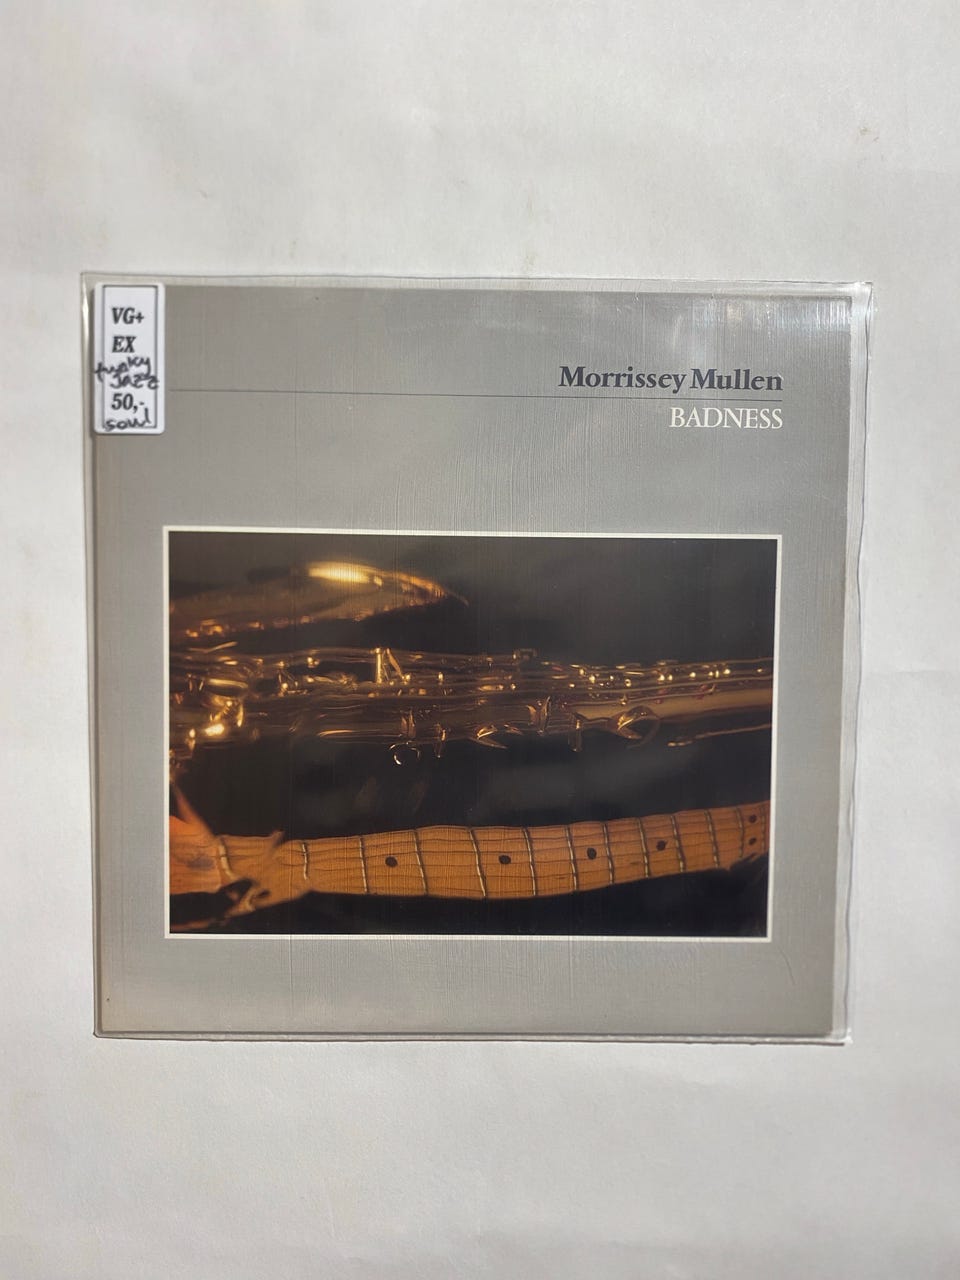 VG+
EX
funky
Jazz
50,-
soul
Morrissey Mullen
BADNESS